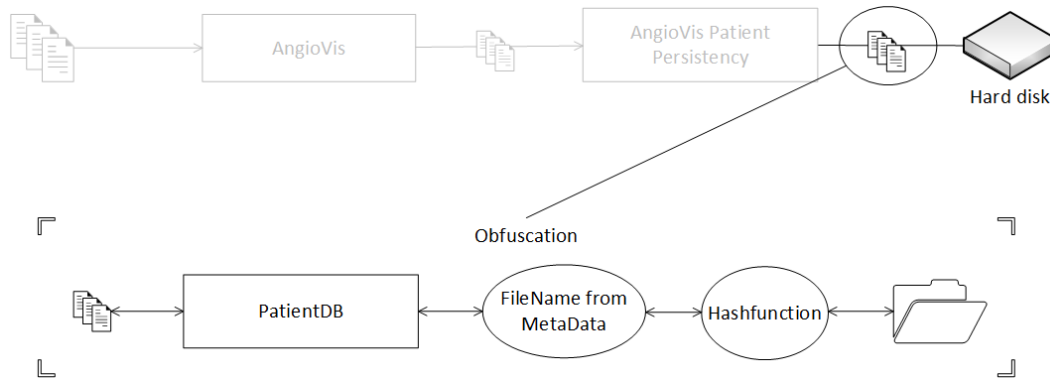 AngioVis
AngioVis Patient
Persistency
Hard disk
Obfuscation
PatientDB
FileName from
MetaData
Hashfunction